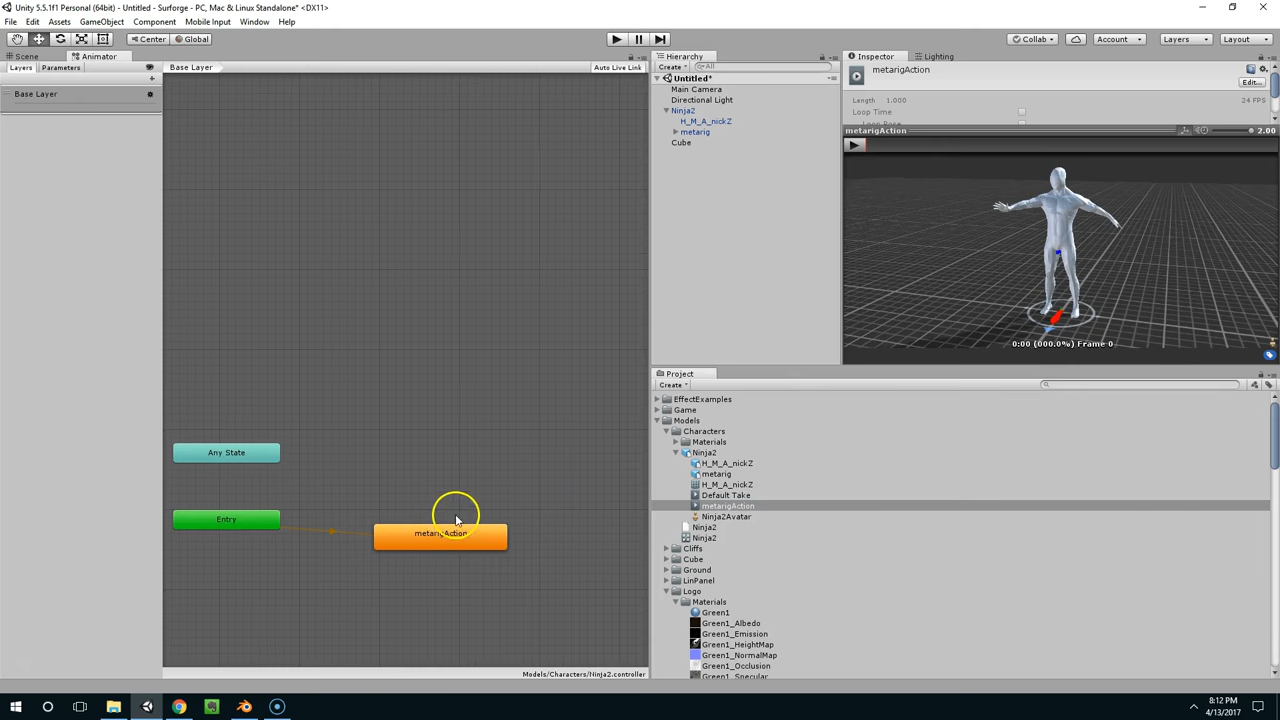 Unity 5.5.1f1 Personal (64bit) - Untitled - Surforge - PC, Mac & Linux Standalone* <DX11>
File Edit Assets GameObject Component Mobile Input Window Help
Center Global Collab Account Layers Layout
Scene Animator
Layers Parameters
Base Layer
Auto Live Link
Base Layer
Any State
Entry
metarigAction
Models/Characters/Ninja2.controller
Hierarchy
Create All
Untitled*
Main Camera
Directional Light
Ninja2
H_M_A_nickZ
metarig
Cube
Inspector Lighting
metarigAction
Edit...
Length 1.000 24 FPS
Loop Time
Loop Pose
metarigAction 2.00
0:00 (000.0%) Frame 0
Project
Create
EffectExamples
Game
Models
Characters
Materials
Ninja2
H_M_A_nickZ
metarig
H_M_A_nickZ
Default Take
metarigAction
Ninja2Avatar
Ninja2
Ninja2
Cliffs
Cube
Ground
LinPanel
Logo
Materials
Green1
Green1_Albedo
Green1_Emission
Green1_HeightMap
Green1_NormalMap
Green1_Occlusion
Green1_Specular
8:12 PM
4/13/2017